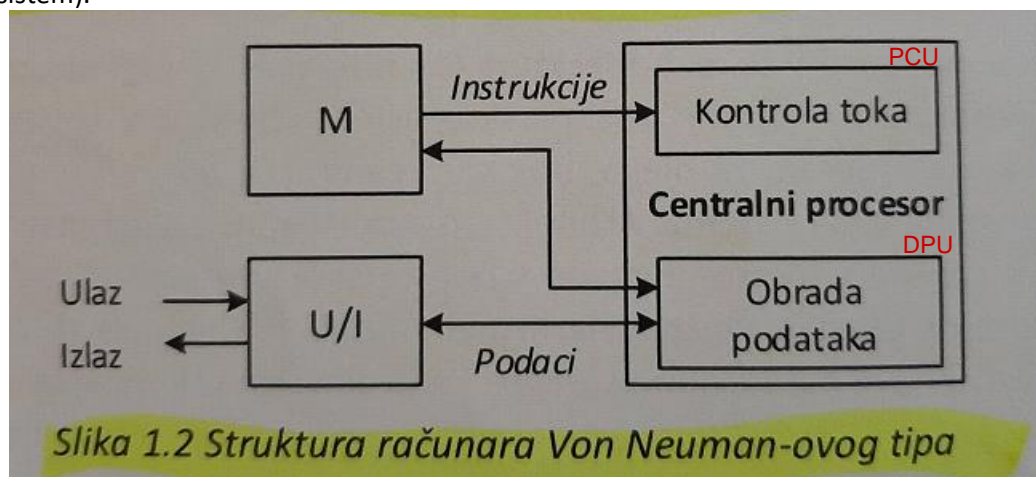 sistem).
PCU
Instrukcije
Kontrola toka
M
Centralni procesor
DPU
Ulaz
Obrada
U/I
podataka
Izlaz
Podaci
Slika 1.2 Struktura računara Von Neuman-ovog tipa